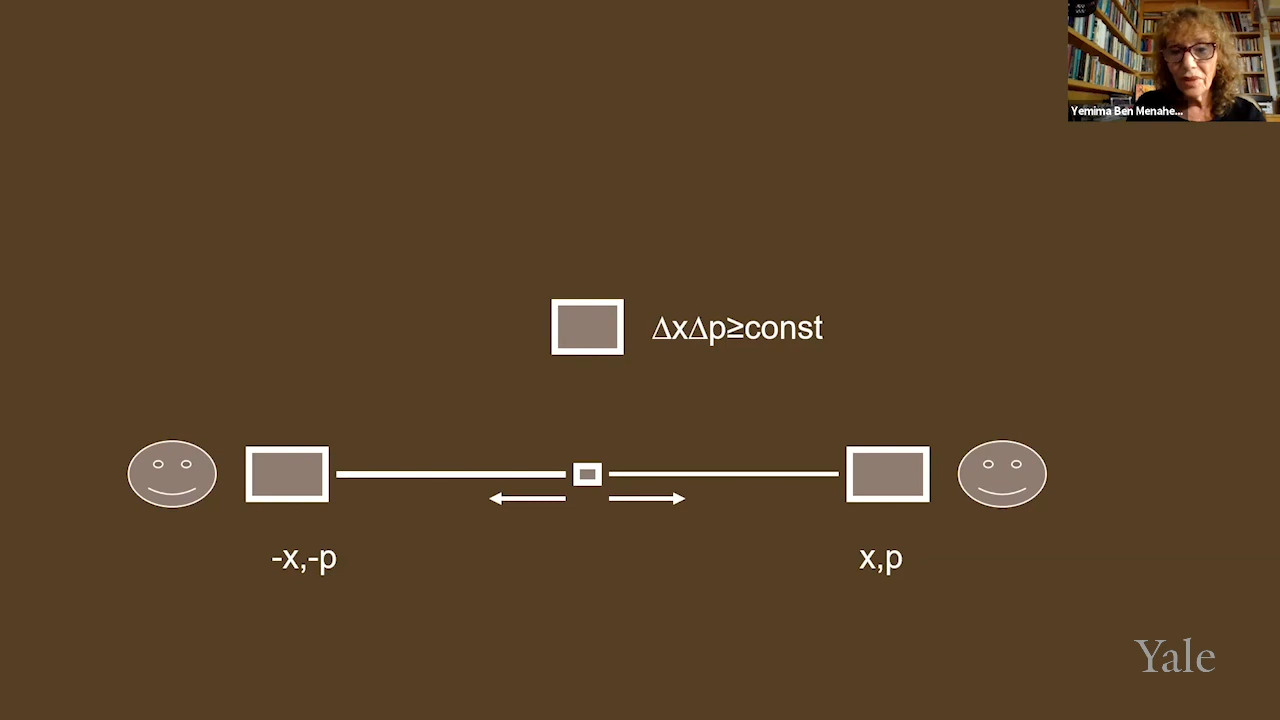 Yemima Ben Menahe...
ΔxΔp≥const
-x,-p
x,p
Yale